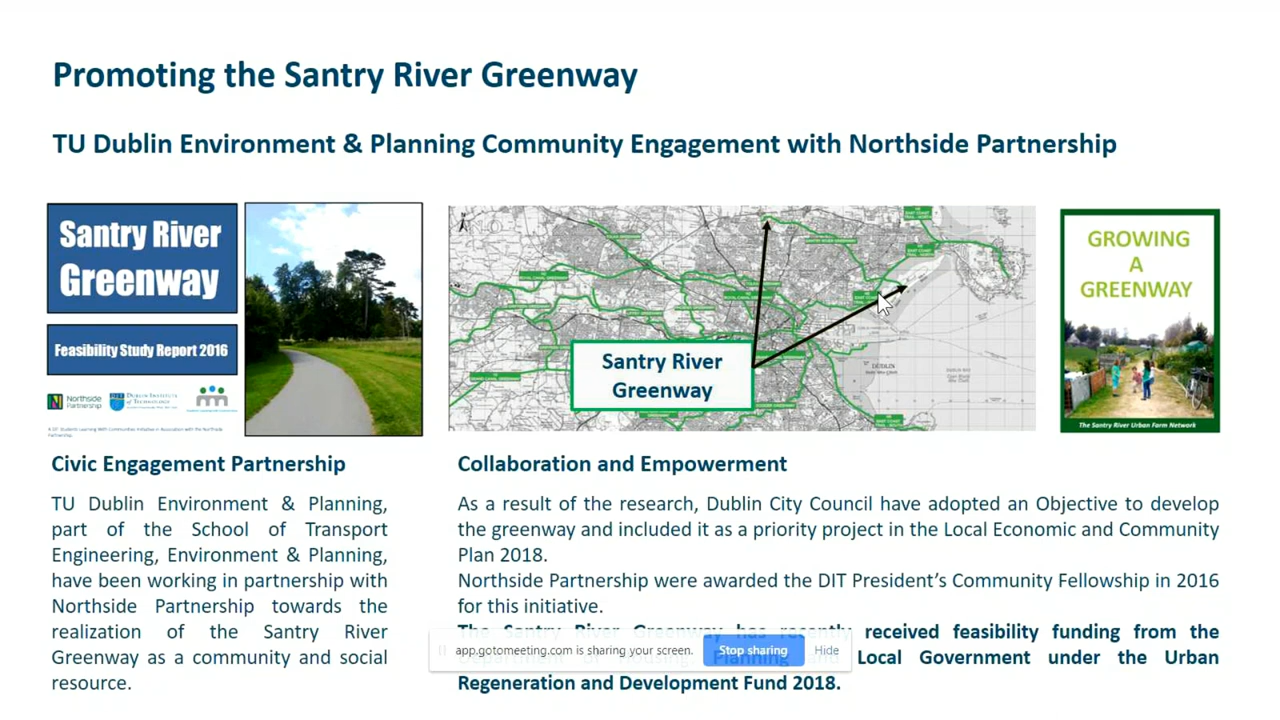 Promoting the Santry River Greenway
TU Dublin Environment & Planning Community Engagement with Northside Partnership
Santry River
Greenway
Feasibility Study Report 2016
Northside
Partnership
DIT
DUBLIN INSTITUTE
of TECHNOLOGY
Santry River
Greenway
DUBLIN
GROWING
A
GREENWAY
The Santry River Urban Farm Network
Civic Engagement Partnership
TU Dublin Environment & Planning,
part of the School of Transport
Engineering, Environment & Planning,
have been working in partnership with
Northside Partnership towards the
realization of the Santry River
Greenway as a community and social
resource.
Collaboration and Empowerment
As a result of the research, Dublin City Council have adopted an Objective to develop
the greenway and included it as a priority project in the Local Economic and Community
Plan 2018.
Northside Partnership were awarded the DIT President’s Community Fellowship in 2016
for this initiative.
The Santry River Greenway has recently received feasibility funding from the
Department of Housing, Planning and Local Government under the Urban
Regeneration and Development Fund 2018.
app.gotomeeting.com is sharing your screen.
Stop sharing
Hide